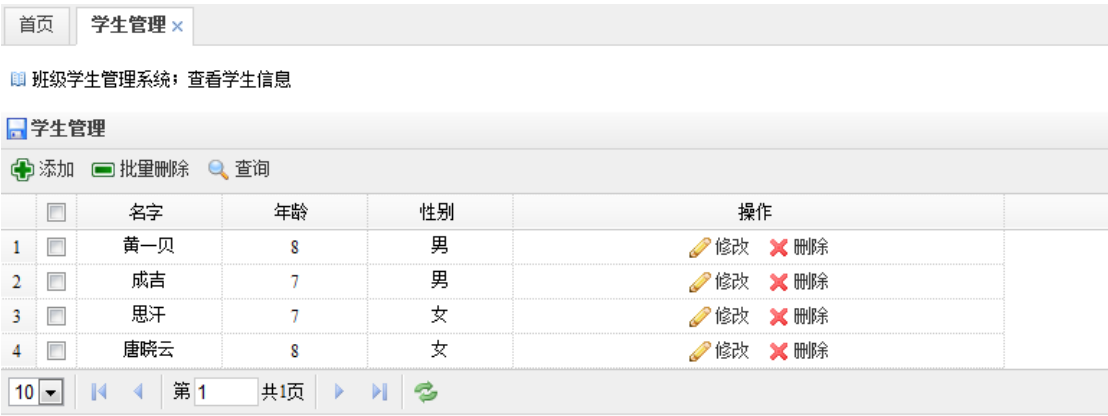 首页 学生管理 ×
班级学生管理系统；查看学生信息
学生管理
添加 批量删除 查询
名字 年龄 性别 操作
1 黄一贝 8 男 修改 删除
2 成吉 7 男 修改 删除
3 思汗 7 女 修改 删除
4 唐晓云 8 女 修改 删除
10 第 1 共1页